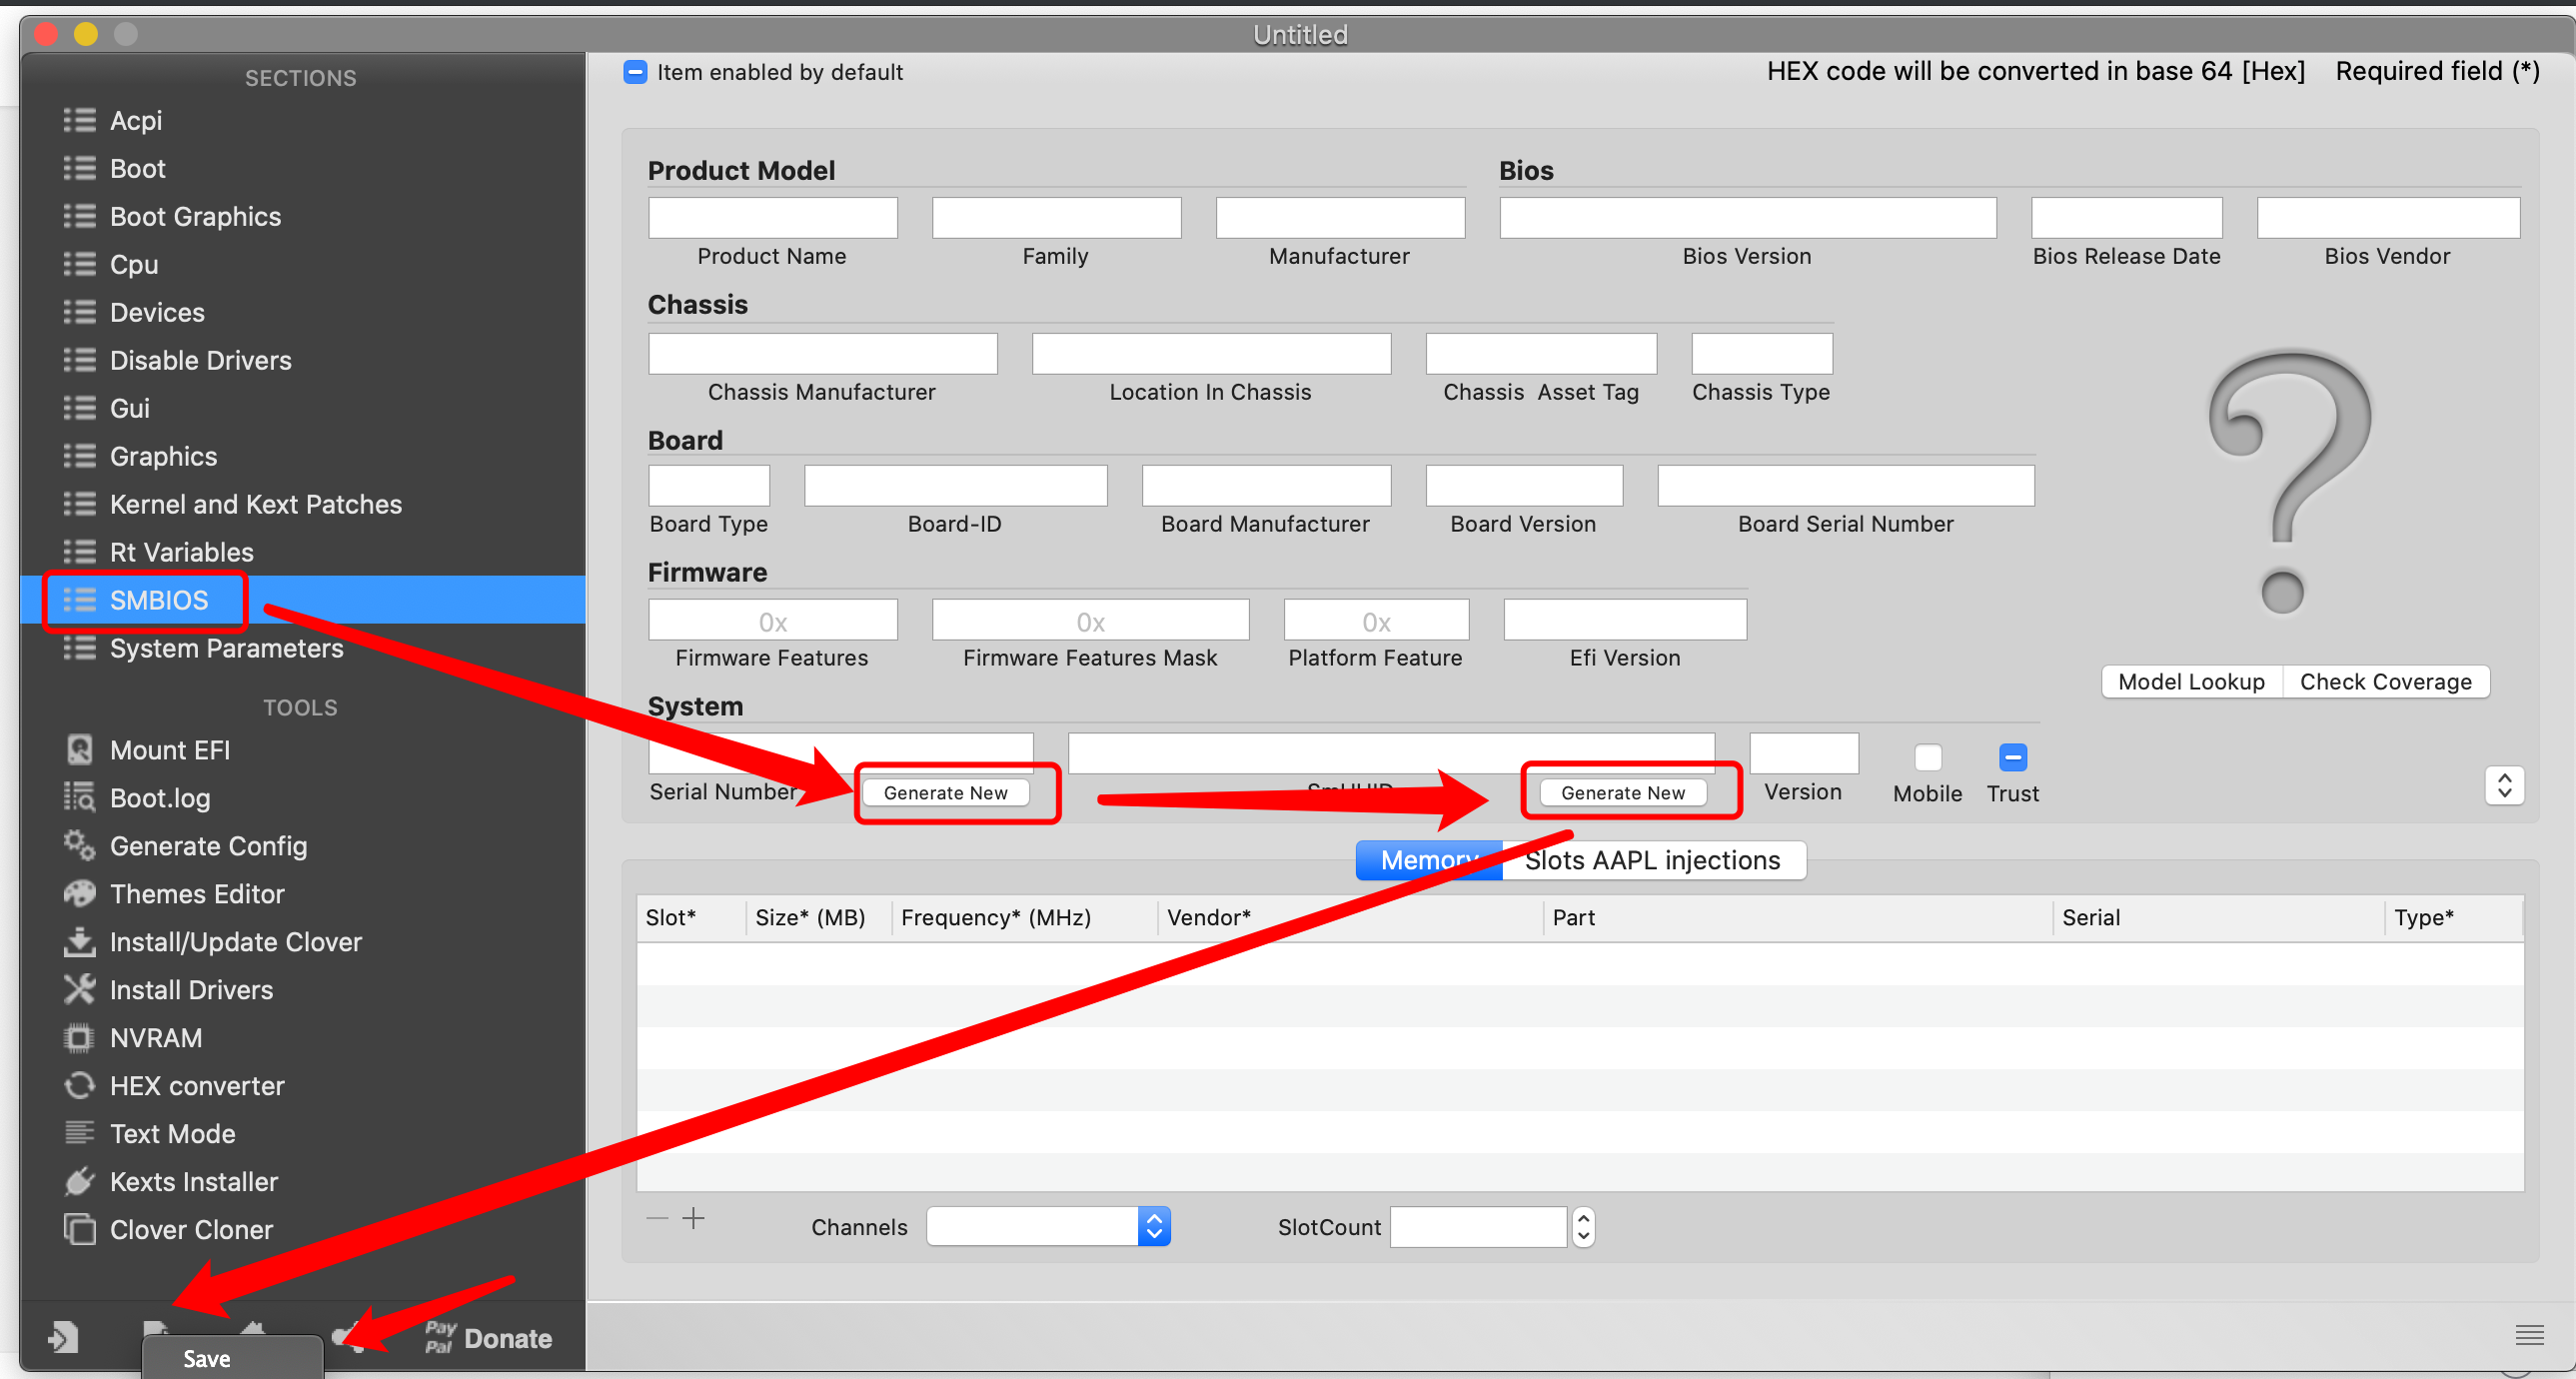 Untitled
SECTIONS
Acpi
Boot
Boot Graphics
Cpu
Devices
Disable Drivers
Gui
Graphics
Kernel and Kext Patches
Rt Variables
SMBIOS
System Parameters
TOOLS
Mount EFI
Boot.log
Generate Config
Themes Editor
Install/Update Clover
Install Drivers
NVRAM
HEX converter
Text Mode
Kexts Installer
Clover Cloner
Pay
Pal
Donate
Save
Item enabled by default
HEX code will be converted in base 64 [Hex] Required field (*)
Product Model
Bios
Product Name Family Manufacturer Bios Version Bios Release Date Bios Vendor
Chassis
Chassis Manufacturer Location In Chassis Chassis Asset Tag Chassis Type
Board
Board Type Board-ID Board Manufacturer Board Version Board Serial Number
Firmware
0x 0x 0x
Firmware Features Firmware Features Mask Platform Feature Efi Version
Model Lookup Check Coverage
System
Serial Number Generate New SmUUID Generate New Version Mobile Trust
Memory Slots AAPL injections
Slot* Size* (MB) Frequency* (MHz) Vendor* Part Serial Type*
Channels SlotCount